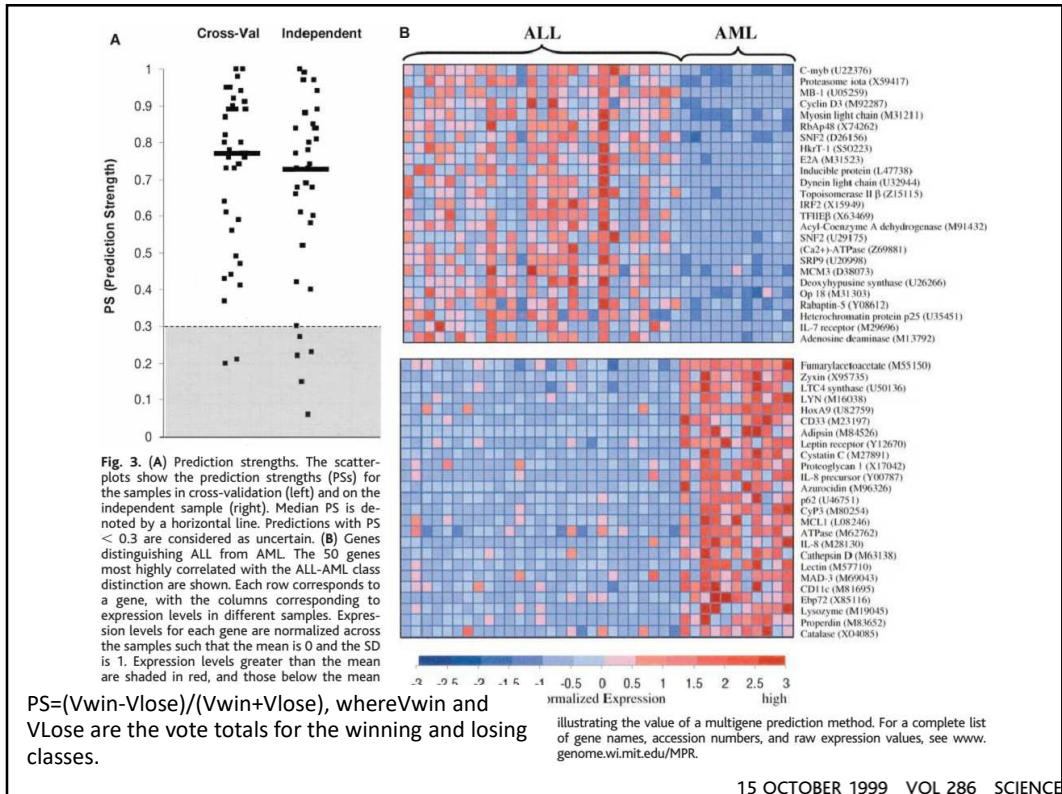 A
Cross-Val Independent
1
0.9
0.8
0.7
0.6
0.5
0.4
0.3
0.2
0.1
0
PS (Prediction Strength)
B
ALL
AML
C-myb (U22376)
Proteasome iota (X59417)
MB-1 (U05259)
Cyclin D3 (M92287)
Myosin light chain (M31211)
RbAp48 (X74262)
SNF2 (D26156)
HkrT-1 (S50223)
E2A (M31523)
Inducible protein (L47738)
Dynein light chain (U32944)
Topoisomerase II β (Z15115)
IRF2 (X15949)
TFIIEβ (X63469)
Acyl-Coenzyme A dehydrogenase (M91432)
SNF2 (U29175)
(Ca2+)-ATPase (Z69881)
SRP9 (U20998)
MCM3 (D38073)
Deoxyhypusine synthase (U26266)
Op 18 (M31303)
Rabaptin-5 (Y08612)
Heterochromatin protein p25 (U35451)
IL-7 receptor (M29696)
Adenosine deaminase (M13792)
Fumarylacetoacetate (M55150)
Zyxin (X95735)
LTC4 synthase (U50136)
LYN (M16038)
HoxA9 (U82759)
CD33 (M23197)
Adipsin (M84526)
Leptin receptor (Y12670)
Cystatin C (M27891)
Proteoglycan 1 (X17042)
IL-8 precursor (Y00787)
Azurocidin (M96326)
p62 (U46751)
CyP3 (M80254)
MCL1 (L08246)
ATPase (M62762)
IL-8 (M28130)
Cathepsin D (M63138)
Lectin (M57710)
MAD-3 (M69043)
CD11c (M81695)
Ebp72 (X85116)
Lysozyme (M19045)
Properdin (M83652)
Catalase (X04085)
-3 -2.5 -2 -1.5 -1 -0.5 0 0.5 1 1.5 2 2.5 3
ormalized Expression high
Fig. 3. (A) Prediction strengths. The scatter-
plots show the prediction strengths (PSs) for
the samples in cross-validation (left) and on the
independent sample (right). Median PS is de-
noted by a horizontal line. Predictions with PS
< 0.3 are considered as uncertain. (B) Genes
distinguishing ALL from AML. The 50 genes
most highly correlated with the ALL-AML class
distinction are shown. Each row corresponds to
a gene, with the columns corresponding to
expression levels in different samples. Expres-
sion levels for each gene are normalized across
the samples such that the mean is 0 and the SD
is 1. Expression levels greater than the mean
are shaded in red, and those below the mean
PS=(Vwin-Vlose)/(Vwin+Vlose), whereVwin and
VLose are the vote totals for the winning and losing
classes.
illustrating the value of a multigene prediction method. For a complete list
of gene names, accession numbers, and raw expression values, see www.
genome.wi.mit.edu/MPR.
15 OCTOBER 1999 VOL 286 SCIENCE